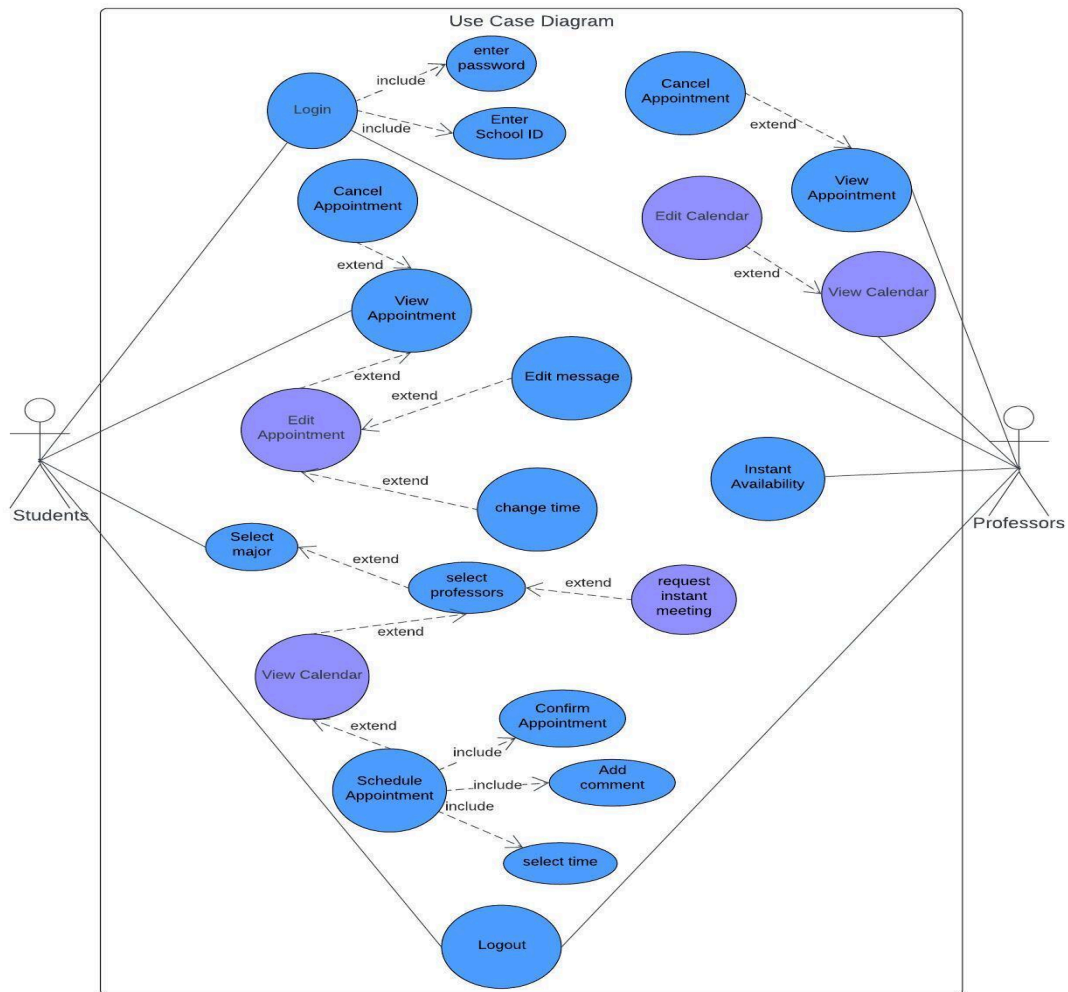 Use Case Diagram
enter
password
include
Login
include
Enter
School ID
Cancel
Appointment
extend
View
Appointment
Cancel
Appointment
extend
View
Appointment
Edit Calendar
extend
View Calendar
extend
Edit message
extend
Edit
Appointment
extend
change time
Instant
Availability
Students
Professors
Select
major
extend
select
professors
extend
request
instant
meeting
extend
View Calendar
extend
Confirm
Appointment
include
Schedule
Appointment
include
Add
comment
include
select time
Logout